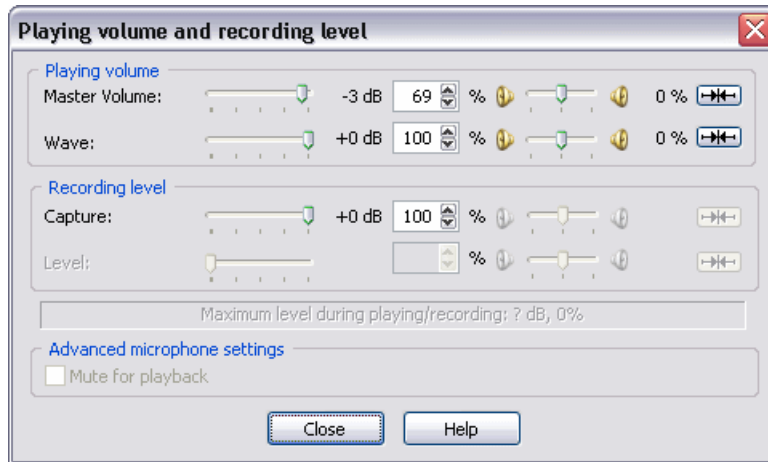 Playing volume and recording level
Playing volume
Master Volume: -3 dB 69 % 0 %
Wave: +0 dB 100 % 0 %
Recording level
Capture: +0 dB 100 %
Level: %
Maximum level during playing/recording: ? dB, 0%
Advanced microphone settings
Mute for playback
Close Help